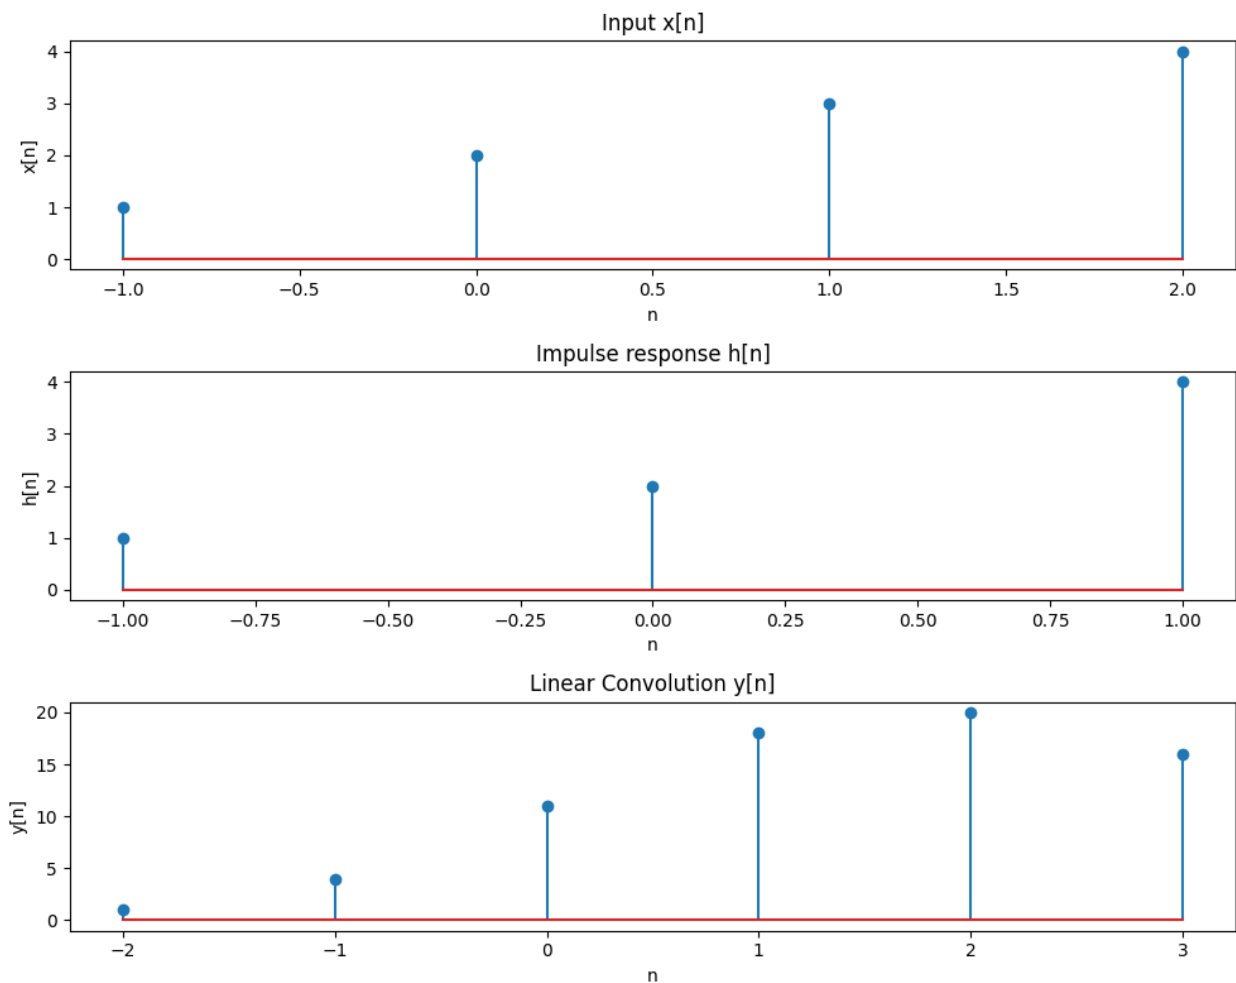 Input x[n]
4
3
2
1
0
x[n]
−1.0 −0.5 0.0 0.5 1.0 1.5 2.0
n
Impulse response h[n]
4
3
2
1
0
h[n]
−1.00 −0.75 −0.50 −0.25 0.00 0.25 0.50 0.75 1.00
n
Linear Convolution y[n]
20
15
10
5
0
y[n]
−2 −1 0 1 2 3
n